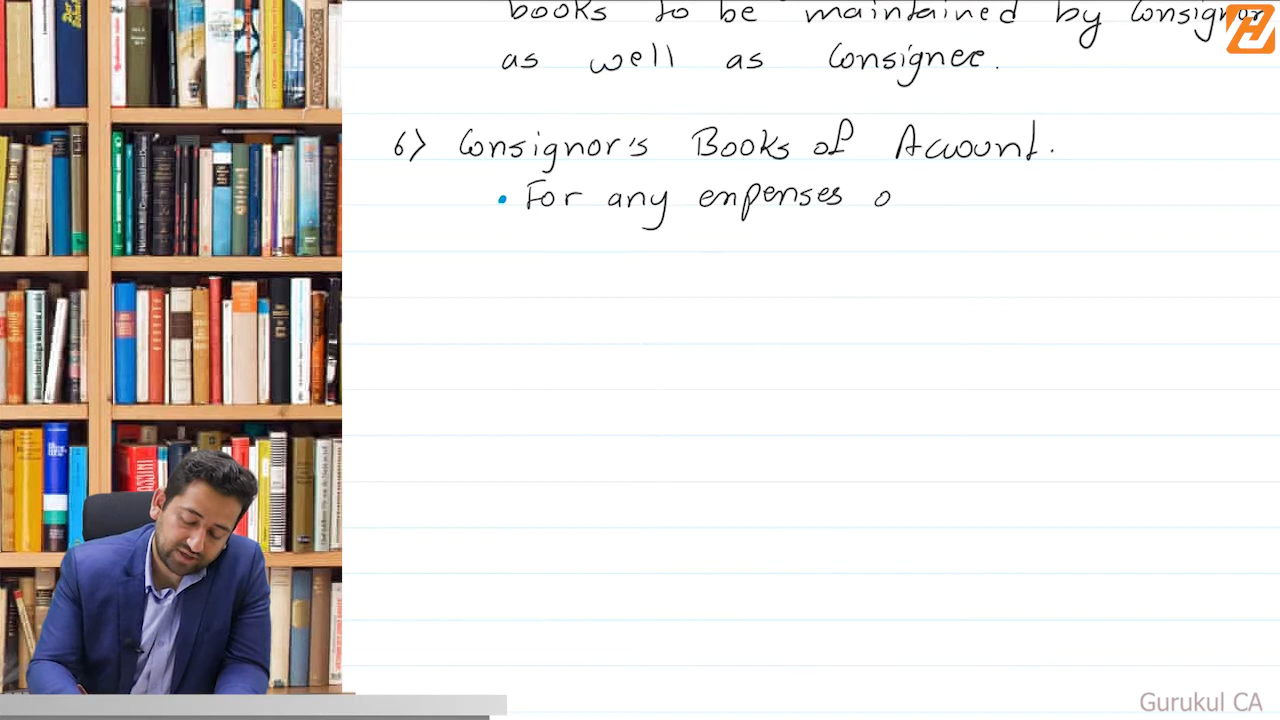 books to be maintained by Consignor
as well as Consignee.
6) Consignor's Books of Account.
• For any expenses o
Gurukul CA